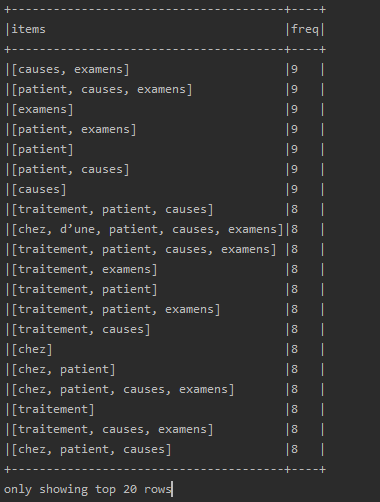 +---------------------------------------+----+
|items                                  |freq|
+---------------------------------------+----+
|[causes, examens]                      |9   |
|[patient, causes, examens]             |9   |
|[examens]                              |9   |
|[patient, examens]                     |9   |
|[patient]                              |9   |
|[patient, causes]                      |9   |
|[causes]                               |9   |
|[traitement, patient, causes]          |8   |
|[chez, d’une, patient, causes, examens]|8   |
|[traitement, patient, causes, examens] |8   |
|[traitement, examens]                  |8   |
|[traitement, patient]                  |8   |
|[traitement, patient, examens]         |8   |
|[traitement, causes]                   |8   |
|[chez]                                 |8   |
|[chez, patient]                        |8   |
|[chez, patient, causes, examens]       |8   |
|[traitement]                           |8   |
|[traitement, causes, examens]          |8   |
|[chez, patient, causes]                |8   |
+---------------------------------------+----+
only showing top 20 rows